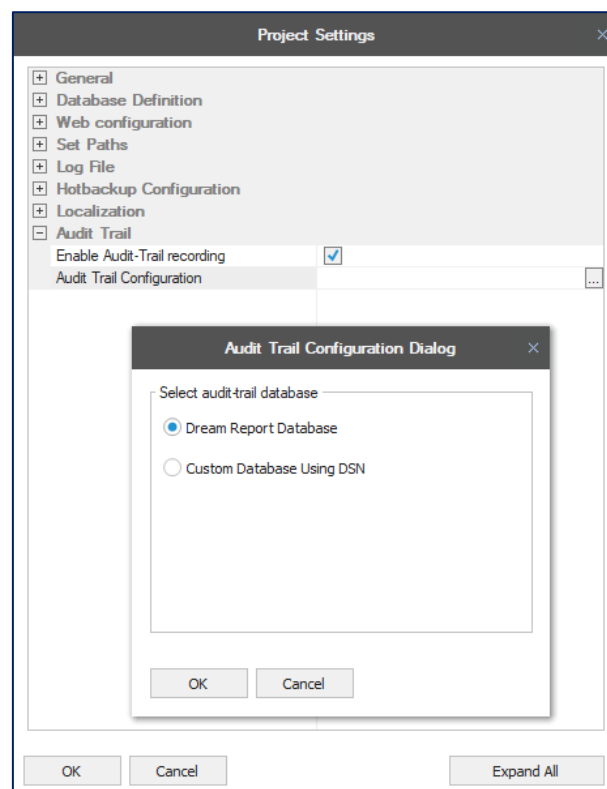 Project Settings
General
Database Definition
Web configuration
Set Paths
Log File
Hotbackup Configuration
Localization
Audit Trail
Enable Audit-Trail recording
Audit Trail Configuration
...
Audit Trail Configuration Dialog
Select audit-trail database
Dream Report Database
Custom Database Using DSN
OK Cancel
OK Cancel Expand All